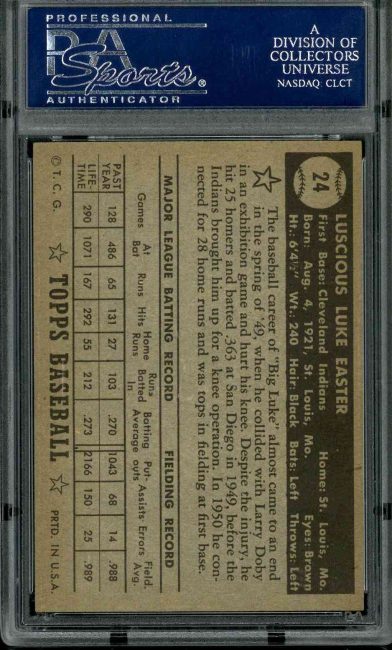 PROFESSIONAL
PSA
Sports®
AUTHENTICATOR
A
DIVISION OF
COLLECTORS
UNIVERSE
NASDAQ CLCT
24
LUSCIOUS LUKE EASTER
First Base: Cleveland Indians Home: St. Louis, Mo.
Born: Aug. 4, 1921, St. Louis, Mo. Eyes: Brown
Ht.: 6'4½" Wt.: 240 Hair: Black Bats: Left Throws: Left
The baseball career of "Big Luke" almost came to an end
in the spring of '49, when he collided with Larry Doby
in an exhibition game and hurt his knee. Despite the injury, he
hit 25 homers and batted .363 at San Diego in 1949, before the
Indians brought him up for a knee operation. In 1950 he con-
nected for 28 home runs and was tops in fielding at first base.
MAJOR LEAGUE BATTING RECORD FIELDING RECORD
Games At Bat Runs Hits Home Runs Runs Batted In Batting Average Put-outs Assists Errors Field. Avg.
PAST YEAR 128 486 65 131 27 103 .270 1043 68 14 .988
LIFE-TIME 290 1071 167 292 55 212 .273 2166 150 25 .989
© T. C. G. TOPPS BASEBALL PRTD. IN U.S.A.